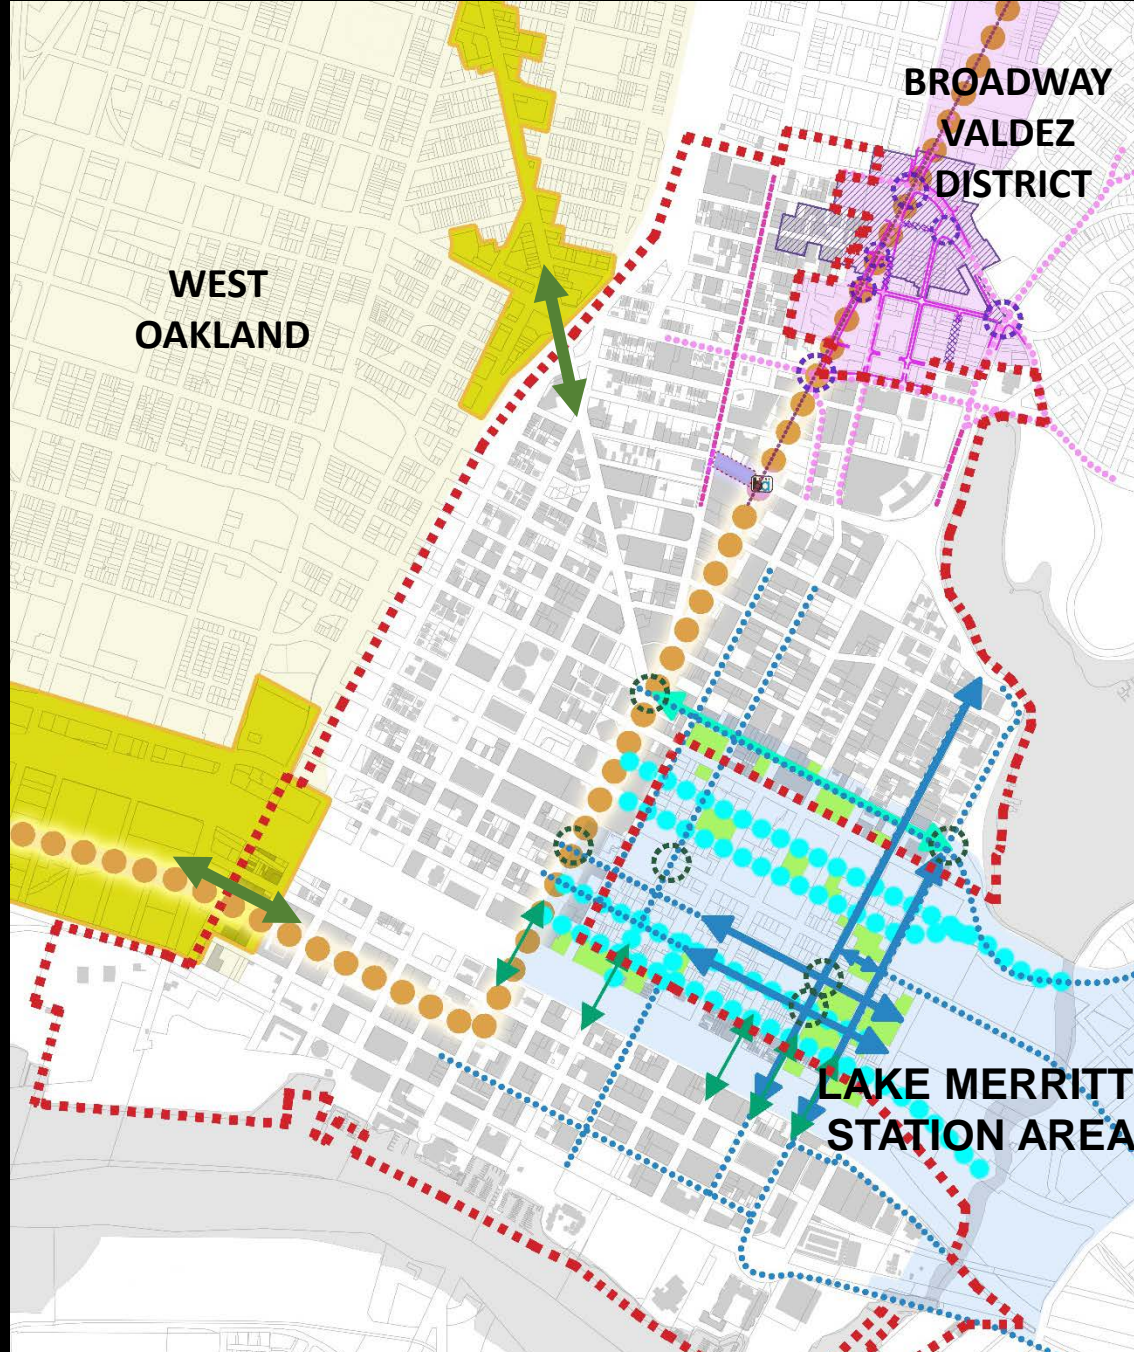 BROADWAY
VALDEZ
DISTRICT
WEST
OAKLAND
LAKE MERRITT
STATION AREA